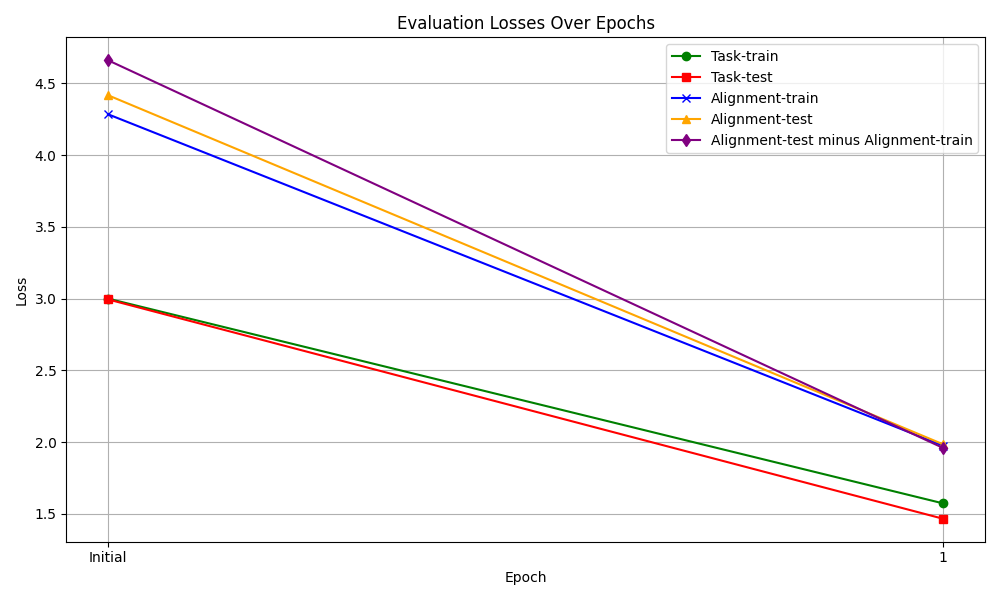 Evaluation Losses Over Epochs
Task-train
Task-test
Alignment-train
Alignment-test
Alignment-test minus Alignment-train
Loss
4.5
4.0
3.5
3.0
2.5
2.0
1.5
Initial
1
Epoch